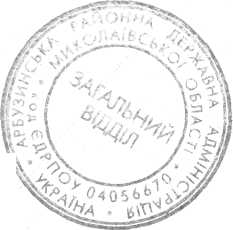 АРБУЗИНСЬКА РАЙОННА ДЕРЖАВНА АДМІНІСТРАЦІЯ
МИКОЛАЇВСЬКОЇ ОБЛАСТІ
* УКРАЇНА *
04056670
ЗАГАЛЬНИЙ
ВІДДІЛ